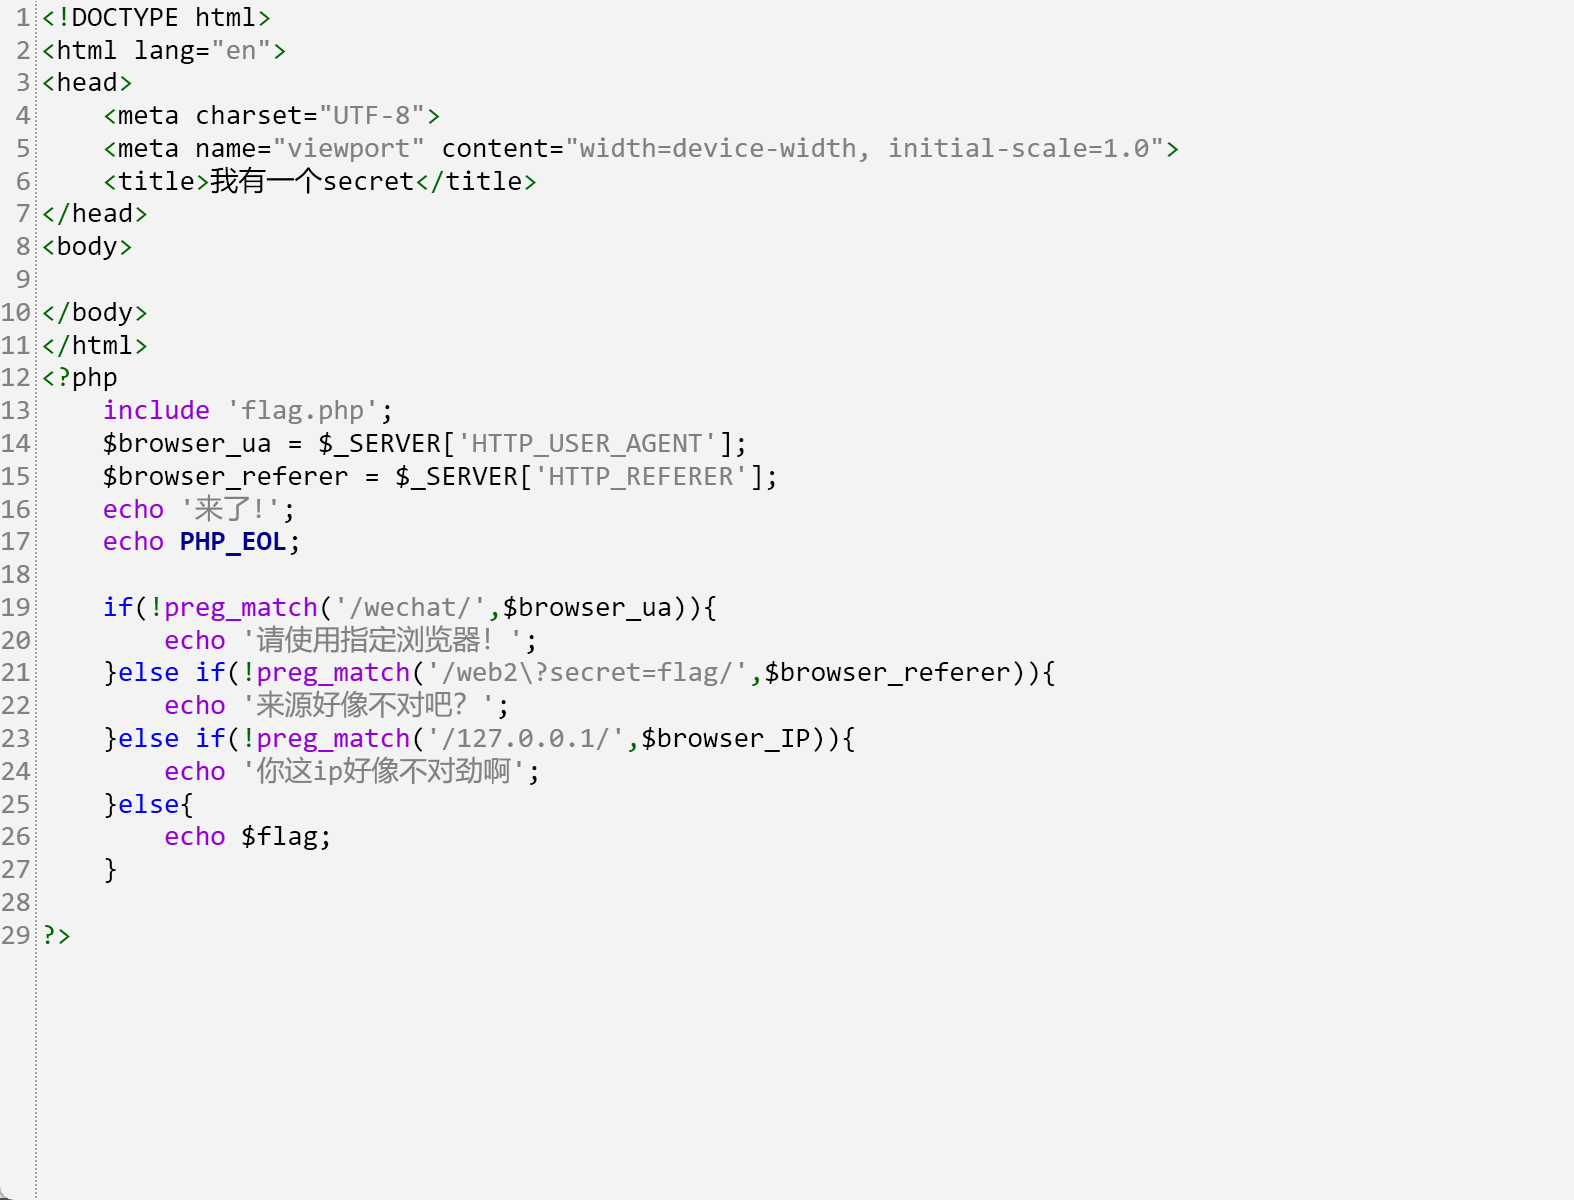 1 <!DOCTYPE html>
2 <html lang="en">
3 <head>
4     <meta charset="UTF-8">
5     <meta name="viewport" content="width=device-width, initial-scale=1.0">
6     <title>我有一个secret</title>
7 </head>
8 <body>
9
10 </body>
11 </html>
12 <?php
13     include 'flag.php';
14     $browser_ua = $_SERVER['HTTP_USER_AGENT'];
15     $browser_referer = $_SERVER['HTTP_REFERER'];
16     echo '来了!';
17     echo PHP_EOL;
18
19     if(!preg_match('/wechat/',$browser_ua)){
20         echo '请使用指定浏览器！';
21     }else if(!preg_match('/web2\?secret=flag/',$browser_referer)){
22         echo '来源好像不对吧？';
23     }else if(!preg_match('/127.0.0.1/',$browser_IP)){
24         echo '你这ip好像不对劲啊';
25     }else{
26         echo $flag;
27     }
28
29 ?>